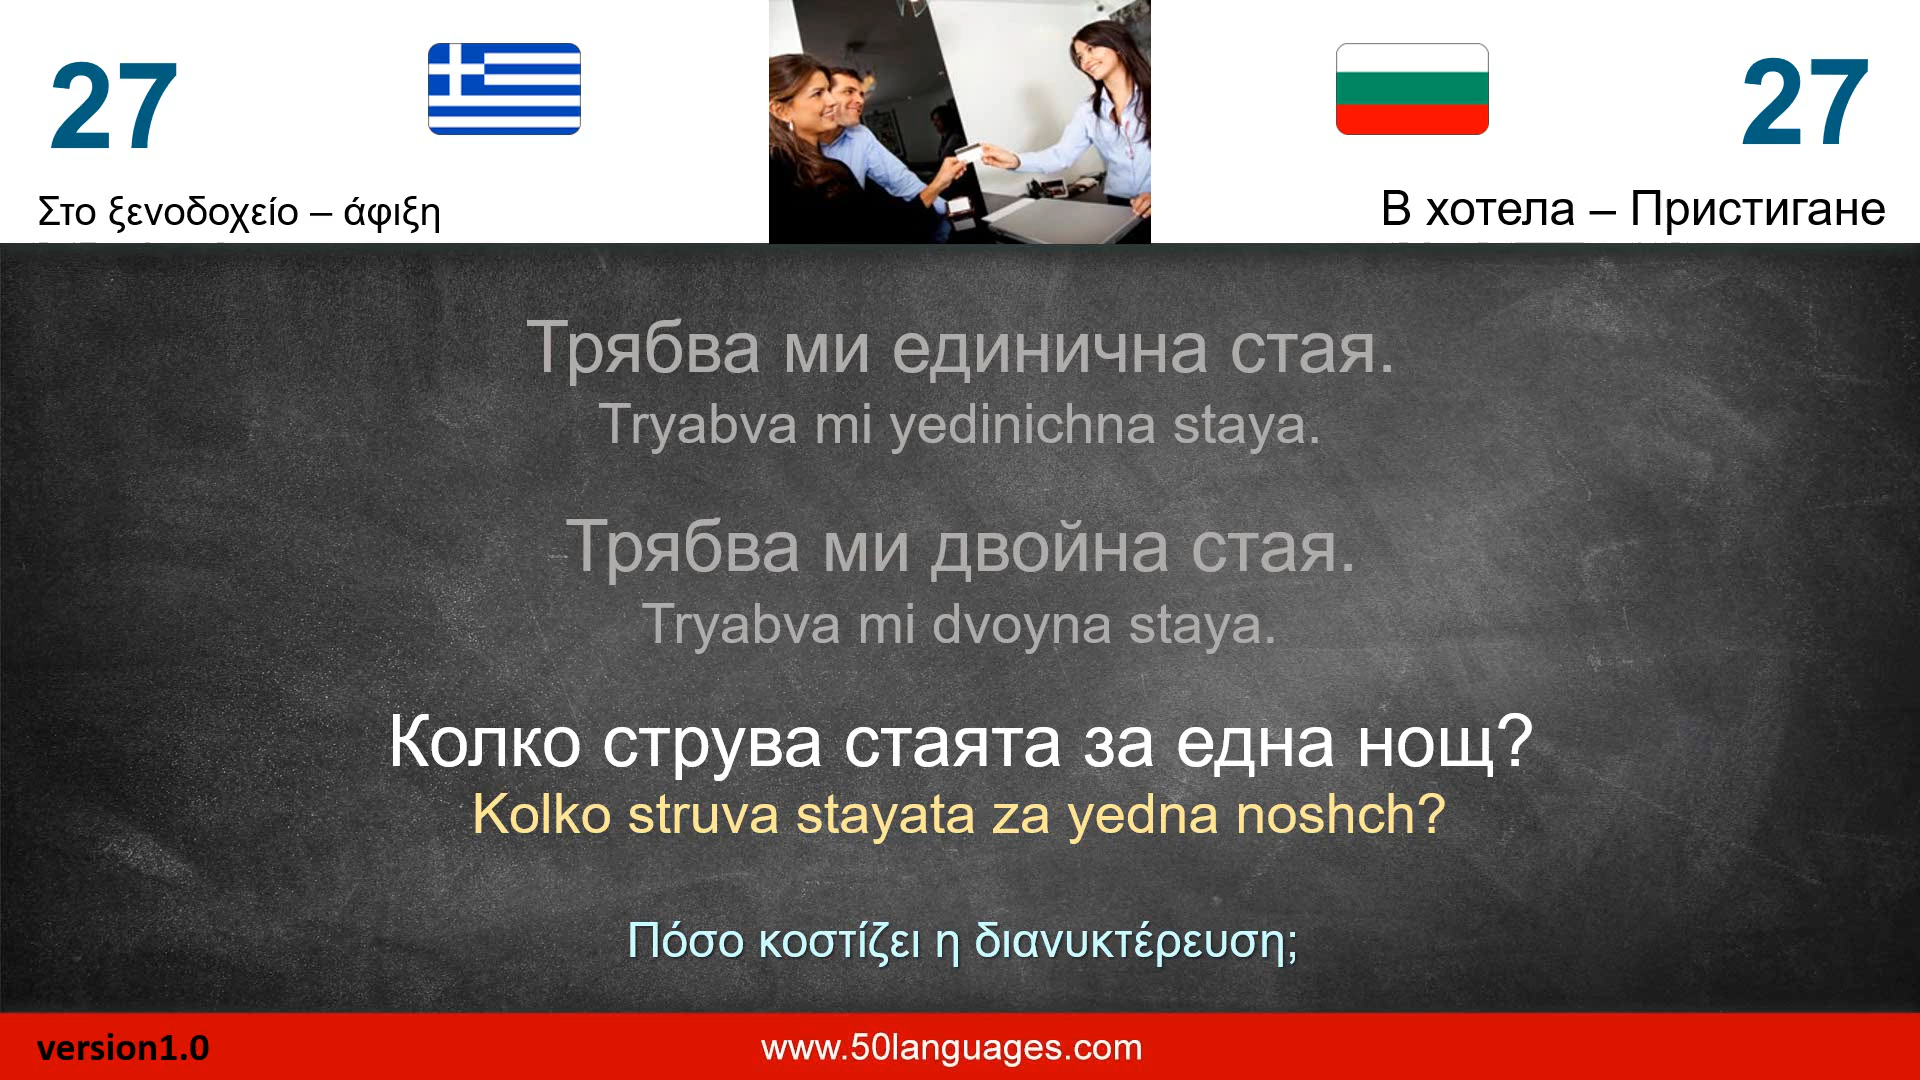 27
27
Στο ξενοδοχείο – άφιξη
В хотела – Пристигане
Трябва ми единична стая.
Tryabva mi yedinichna staya.
Трябва ми двойна стая.
Tryabva mi dvoyna staya.
Колко струва стаята за една нощ?
Kolko struva stayata za yedna noshch?
Πόσο κοστίζει η διανυκτέρευση;
version1.0
www.50languages.com